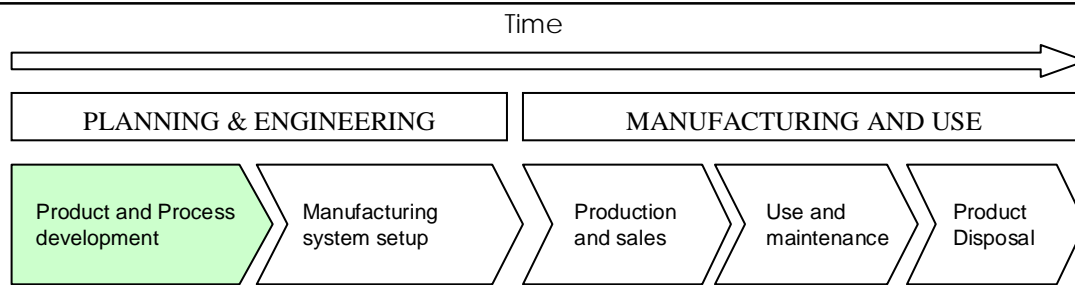 Time
PLANNING & ENGINEERING
MANUFACTURING AND USE
Product and Process
development
Manufacturing
system setup
Production
and sales
Use and
maintenance
Product
Disposal